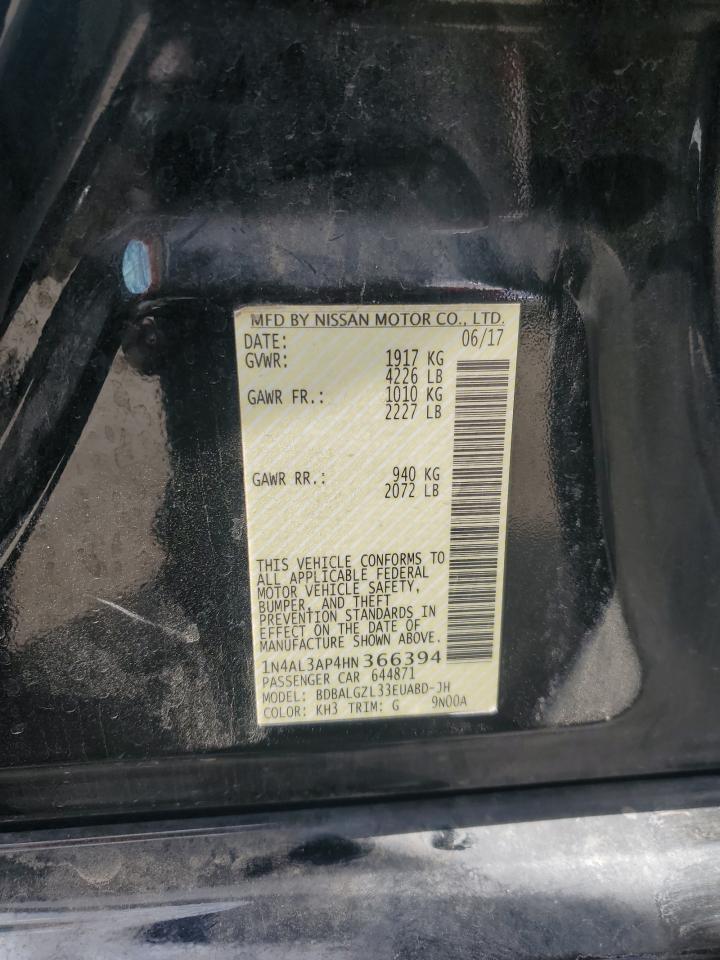 MFD BY NISSAN MOTOR CO., LTD.
DATE: 06/17
GVWR: 1917 KG
4226 LB
GAWR FR.: 1010 KG
2227 LB
GAWR RR.: 940 KG
2072 LB
THIS VEHICLE CONFORMS TO
ALL APPLICABLE FEDERAL
MOTOR VEHICLE SAFETY,
BUMPER, AND THEFT
PREVENTION STANDARDS IN
EFFECT ON THE DATE OF
MANUFACTURE SHOWN ABOVE.
1N4AL3AP4HN 366394
PASSENGER CAR 644871
MODEL: BDBALGZL33EUABD-JH
COLOR: KH3 TRIM: G 9N00A